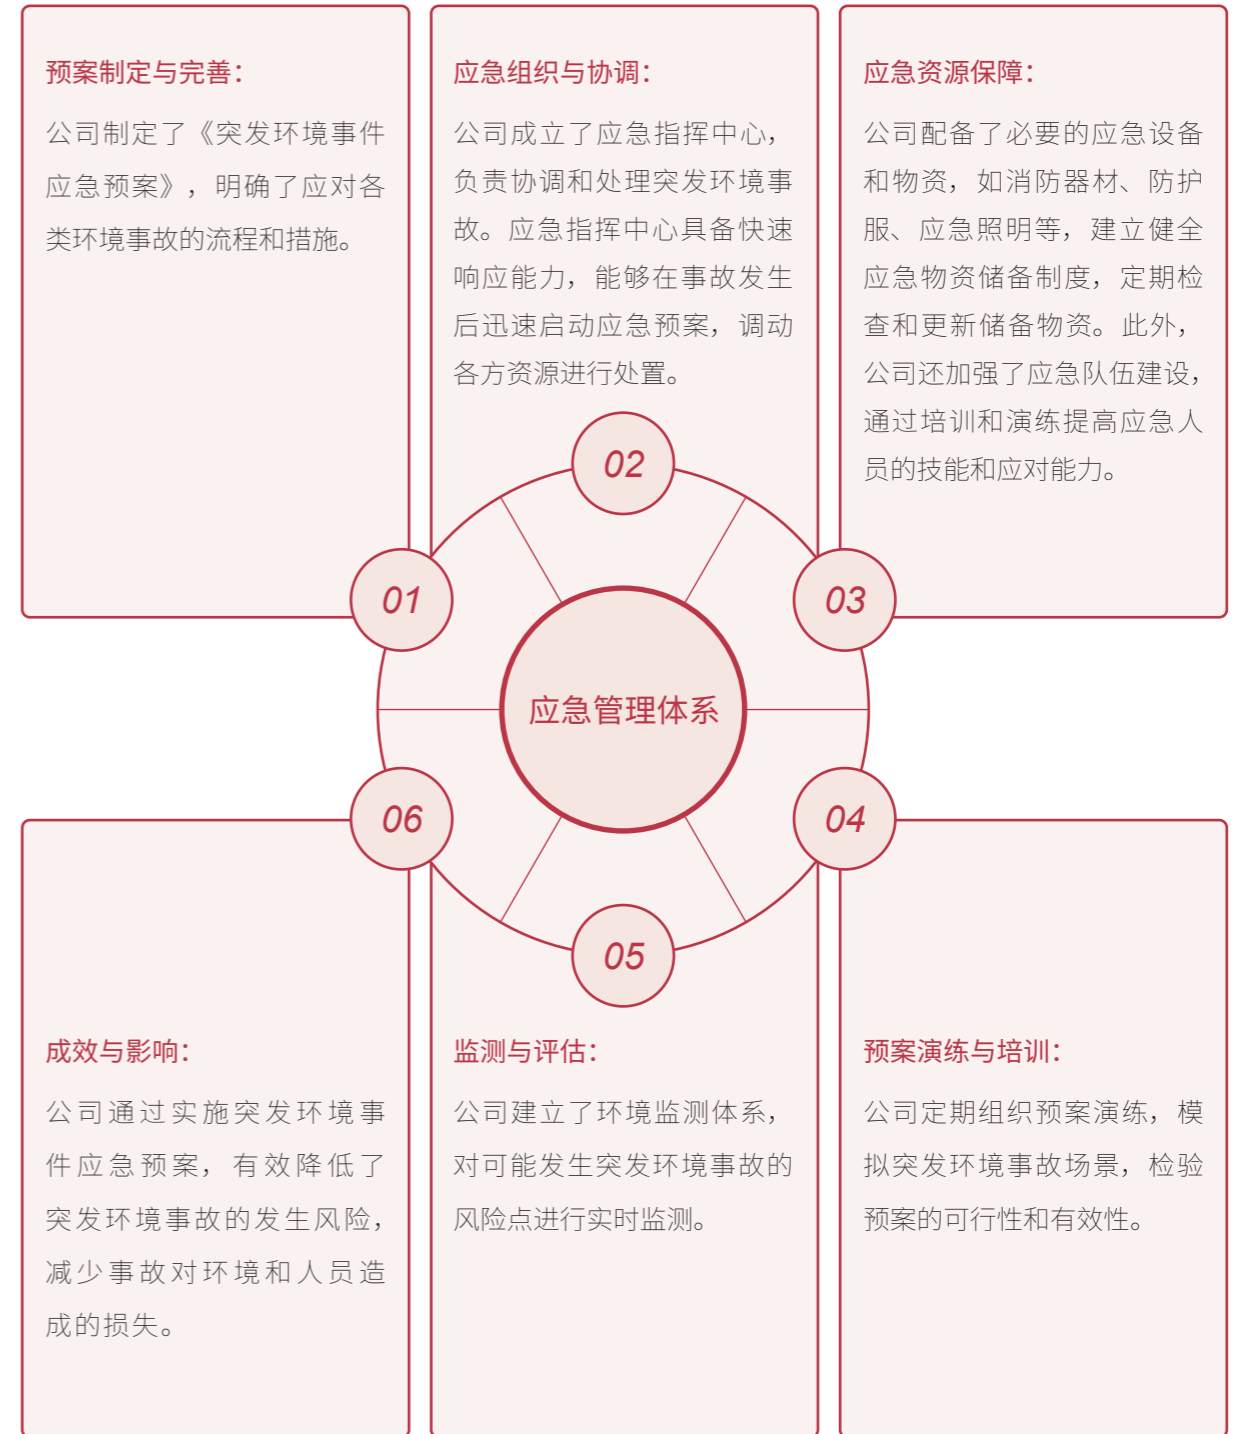 预案制定与完善：
公司制定了《突发环境事件
应急预案》，明确了应对各
类环境事故的流程和措施。
01
应急组织与协调：
公司成立了应急指挥中心，
负责协调和处理突发环境事
故。应急指挥中心具备快速
响应能力，能够在事故发生
后迅速启动应急预案，调动
各方资源进行处置。
02
应急资源保障：
公司配备了必要的应急设备
和物资，如消防器材、防护
服、应急照明等，建立健全
应急物资储备制度，定期检
查和更新储备物资。此外，
公司还加强了应急队伍建设，
通过培训和演练提高应急人
员的技能和应对能力。
03
应急管理体系
06
成效与影响：
公司通过实施突发环境事
件应急预案，有效降低了
突发环境事故的发生风险，
减少事故对环境和人员造
成的损失。
05
监测与评估：
公司建立了环境监测体系，
对可能发生突发环境事故的
风险点进行实时监测。
04
预案演练与培训：
公司定期组织预案演练，模
拟突发环境事故场景，检验
预案的可行性和有效性。